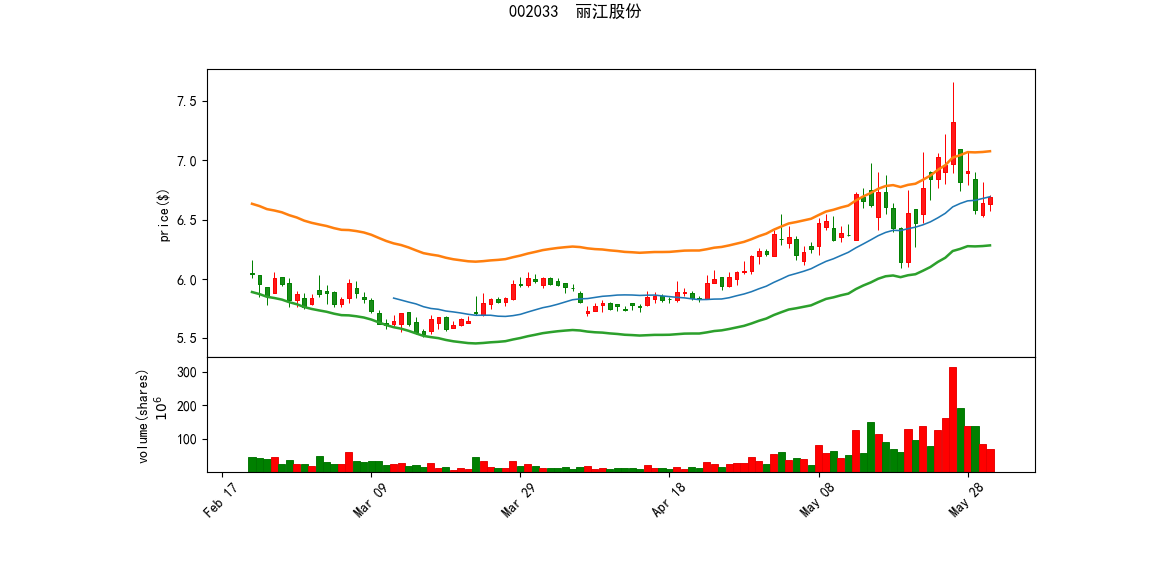 002033 丽江股份
7.5
7.0
6.5
6.0
5.5
price($)
300
200
100
volume(shares)
10^6
Feb 17
Mar 09
Mar 29
Apr 18
May 08
May 28